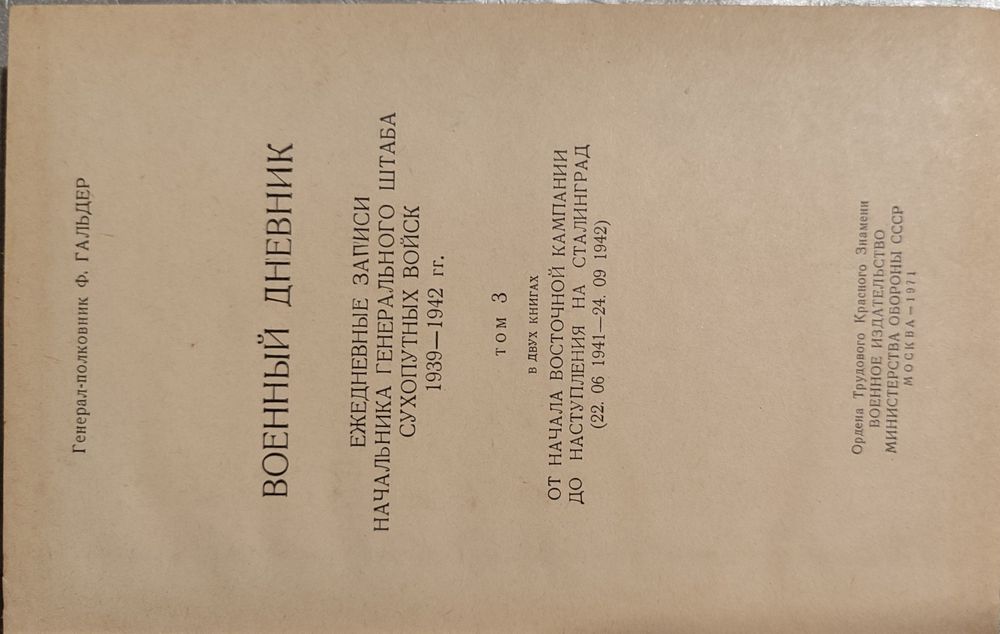 Генерал-полковник Ф. ГАЛЬДЕР
ВОЕННЫЙ ДНЕВНИК
ЕЖЕДНЕВНЫЕ ЗАПИСИ
НАЧАЛЬНИКА ГЕНЕРАЛЬНОГО ШТАБА
СУХОПУТНЫХ ВОЙСК
1939—1942 гг.
ТОМ 3
В ДВУХ КНИГАХ
ОТ НАЧАЛА ВОСТОЧНОЙ КАМПАНИИ
ДО НАСТУПЛЕНИЯ НА СТАЛИНГРАД
(22. 06 1941—24. 09 1942)
Ордена Трудового Красного Знамени
ВОЕННОЕ ИЗДАТЕЛЬСТВО
МИНИСТЕРСТВА ОБОРОНЫ СССР
МОСКВА — 1971